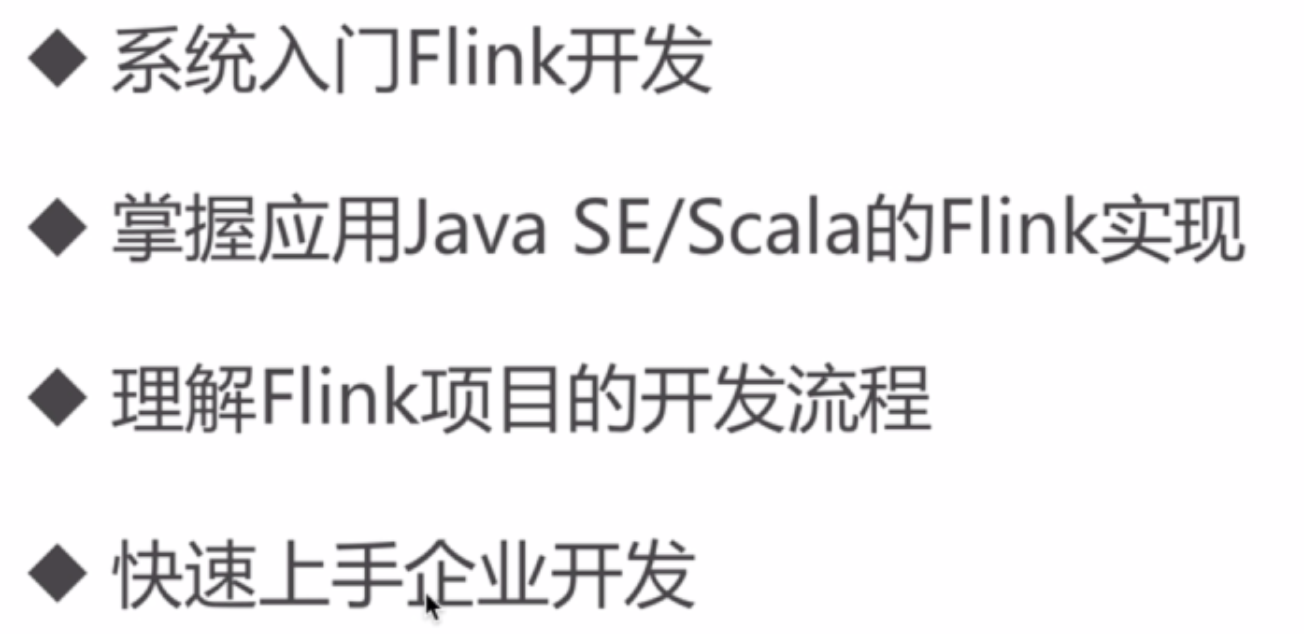 ◆ 系统入门Flink开发
◆ 掌握应用Java SE/Scala的Flink实现
◆ 理解Flink项目的开发流程
◆ 快速上手企业开发